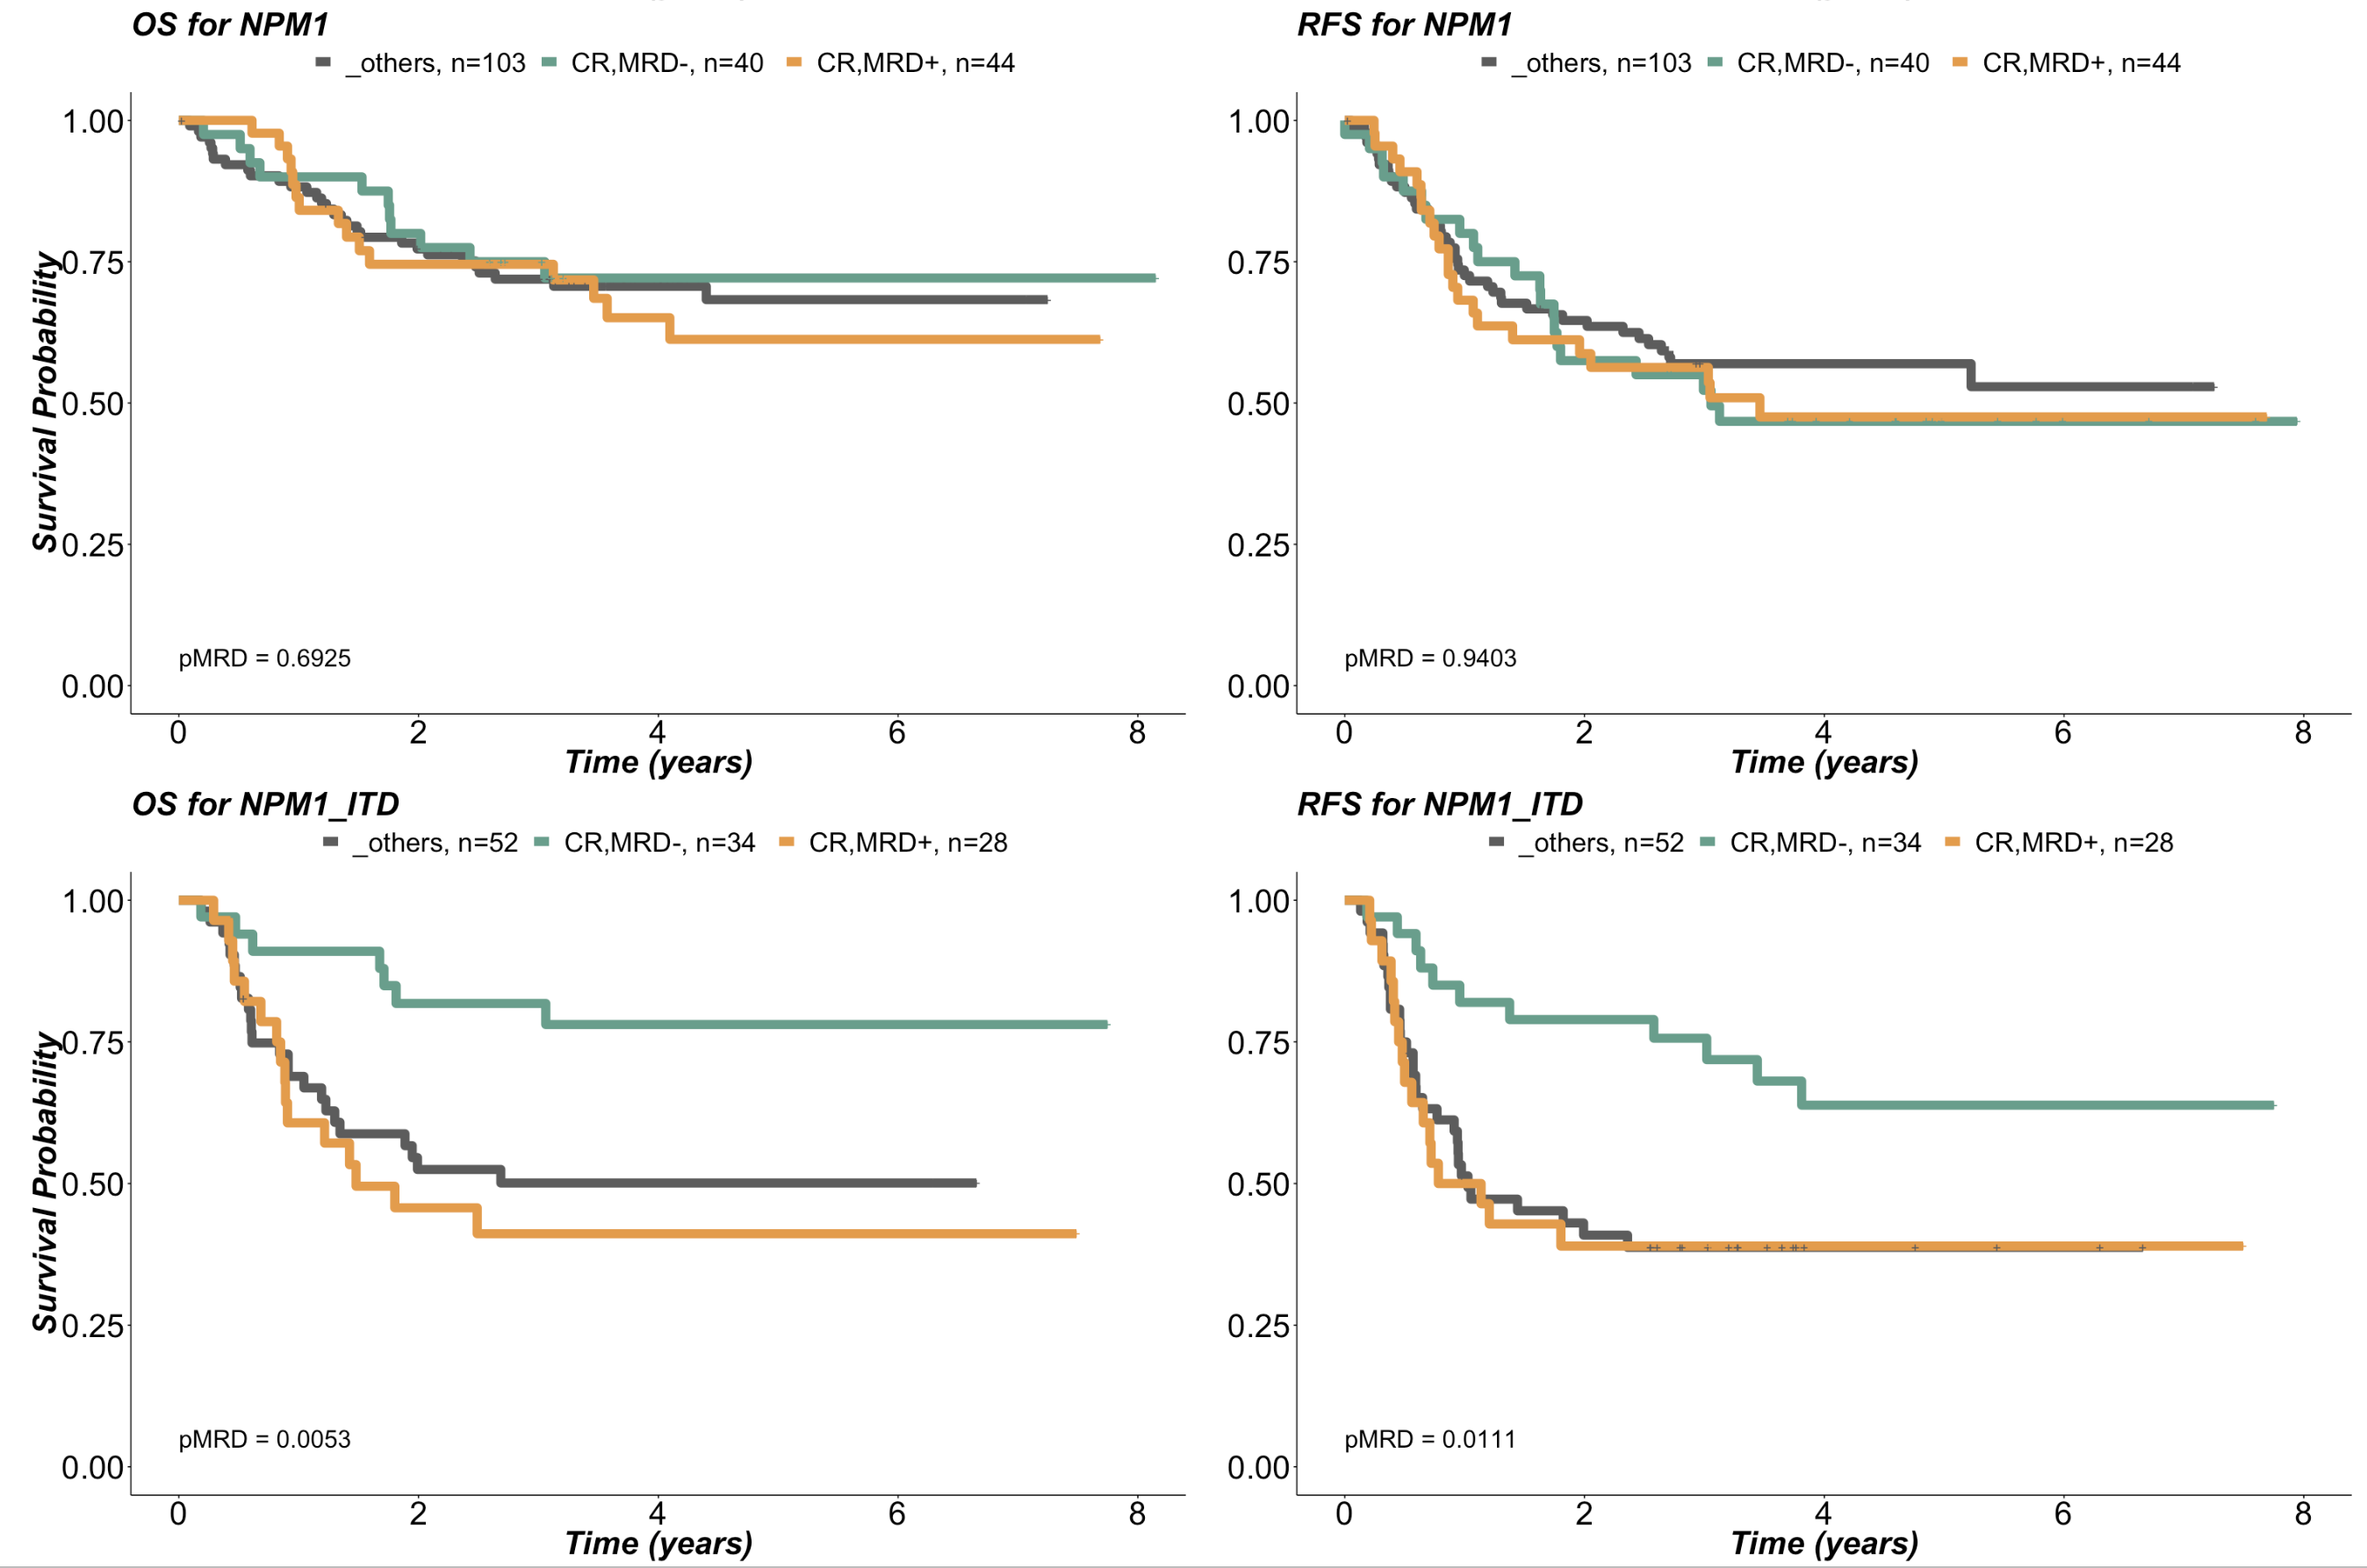 OS for NPM1
_others, n=103 CR,MRD-, n=40 CR,MRD+, n=44
Survival Probability
1.00
0.75
0.50
0.25
0.00
pMRD = 0.6925
0 2 4 6 8
Time (years)
RFS for NPM1
_others, n=103 CR,MRD-, n=40 CR,MRD+, n=44
1.00
0.75
0.50
0.25
0.00
pMRD = 0.9403
0 2 4 6 8
Time (years)
OS for NPM1_ITD
_others, n=52 CR,MRD-, n=34 CR,MRD+, n=28
Survival Probability
1.00
0.75
0.50
0.25
0.00
pMRD = 0.0053
0 2 4 6 8
Time (years)
RFS for NPM1_ITD
_others, n=52 CR,MRD-, n=34 CR,MRD+, n=28
1.00
0.75
0.50
0.25
0.00
pMRD = 0.0111
0 2 4 6 8
Time (years)